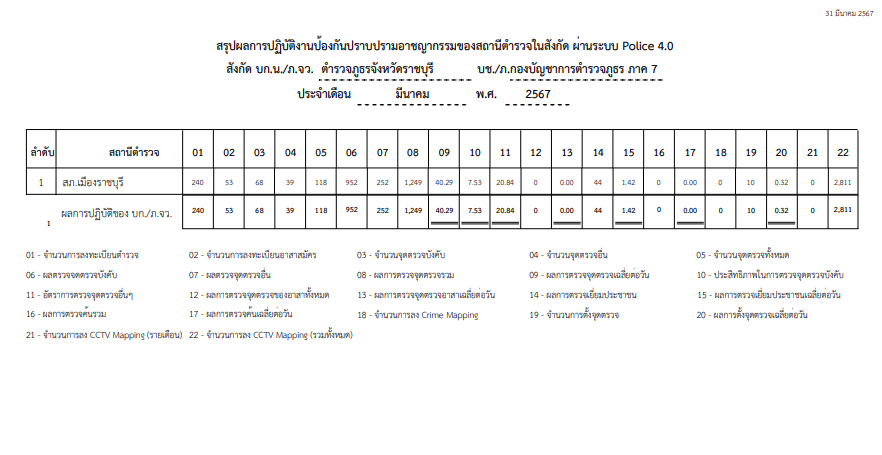 31 มีนาคม 2567
สรุปผลการปฏิบัติงานป้องกันปราบปรามอาชญากรรมของสถานีตำรวจในสังกัด ผ่านระบบ Police 4.0
สังกัด บก.น./ภ.จว. ตำรวจภูธรจังหวัดราชบุรี บช./ภ.กองบัญชาการตำรวจภูธร ภาค 7
ประจำเดือน มีนาคม พ.ศ. 2567
ลำดับ สถานีตำรวจ 01 02 03 04 05 06 07 08 09 10 11 12 13 14 15 16 17 18 19 20 21 22
1 สภ.เมืองราชบุรี 240 53 68 39 118 952 252 1,249 40.29 7.53 20.84 0 0.00 44 1.42 0 0.00 0 10 0.32 0 2,811
1 ผลการปฏิบัติของ บก./ภ.จว. 240 53 68 39 118 952 252 1,249 40.29 7.53 20.84 0 0.00 44 1.42 0 0.00 0 10 0.32 0 2,811
01 - จำนวนการลงทะเบียนตำรวจ 02 - จำนวนการลงทะเบียนอาสาสมัคร 03 - จำนวนจุดตรวจบังคับ 04 - จำนวนจุดตรวจอื่น 05 - จำนวนจุดตรวจทั้งหมด
06 - ผลตรวจจุดตรวจบังคับ 07 - ผลตรวจจุดตรวจอื่น 08 - ผลการตรวจจุดตรวจรวม 09 - ผลการตรวจจุดตรวจเฉลี่ยต่อวัน 10 - ประสิทธิภาพในการตรวจจุดตรวจบังคับ
11 - อัตราการตรวจจุดตรวจอื่นๆ 12 - ผลการตรวจจุดตรวจของอาสาทั้งหมด 13 - ผลการตรวจจุดตรวจอาสาเฉลี่ยต่อวัน 14 - ผลการตรวจเยี่ยมประชาชน 15 - ผลการตรวจเยี่ยมประชาชนเฉลี่ยต่อวัน
16 - ผลการตรวจค้นรวม 17 - ผลการตรวจค้นเฉลี่ยต่อวัน 18 - จำนวนการลง Crime Mapping 19 - จำนวนการตั้งจุดตรวจ 20 - ผลการตั้งจุดตรวจเฉลี่ยต่อวัน
21 - จำนวนการลง CCTV Mapping (รายเดือน) 22 - จำนวนการลง CCTV Mapping (รวมทั้งหมด)